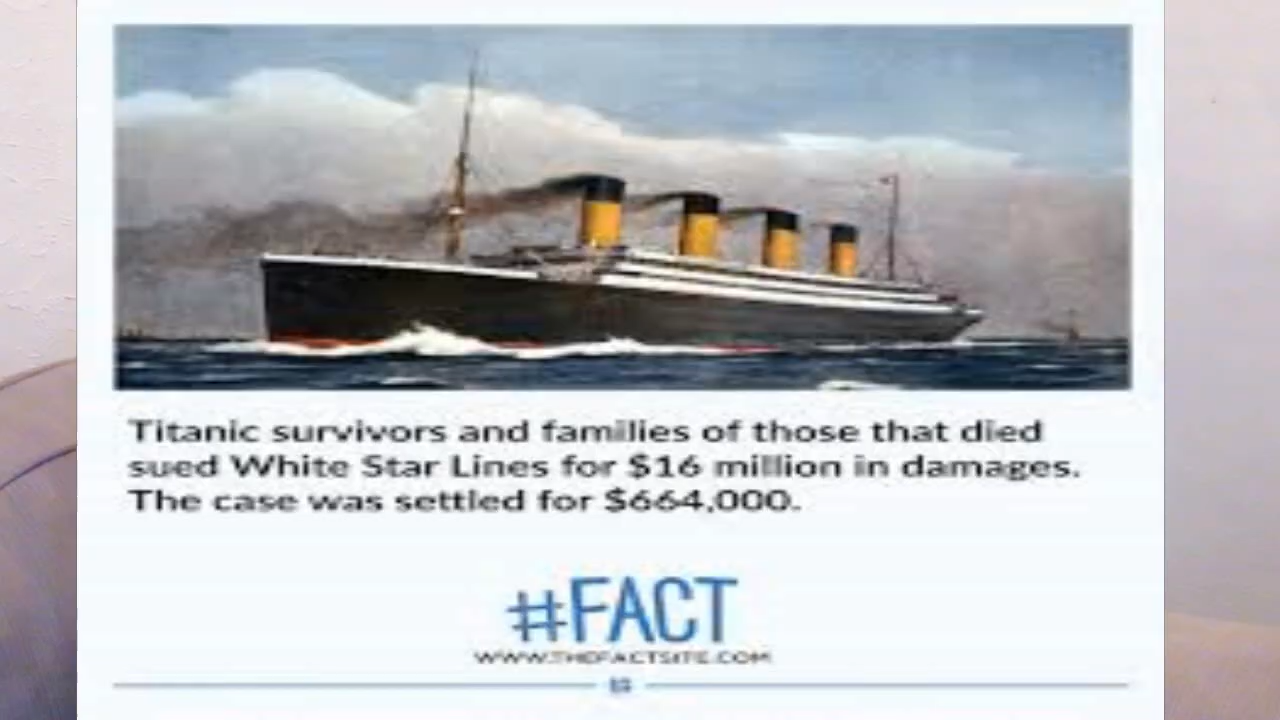 Titanic survivors and families of those that died
sued White Star Lines for $16 million in damages.
The case was settled for $664,000.
#FACT
WWW.THEFACTSITE.COM